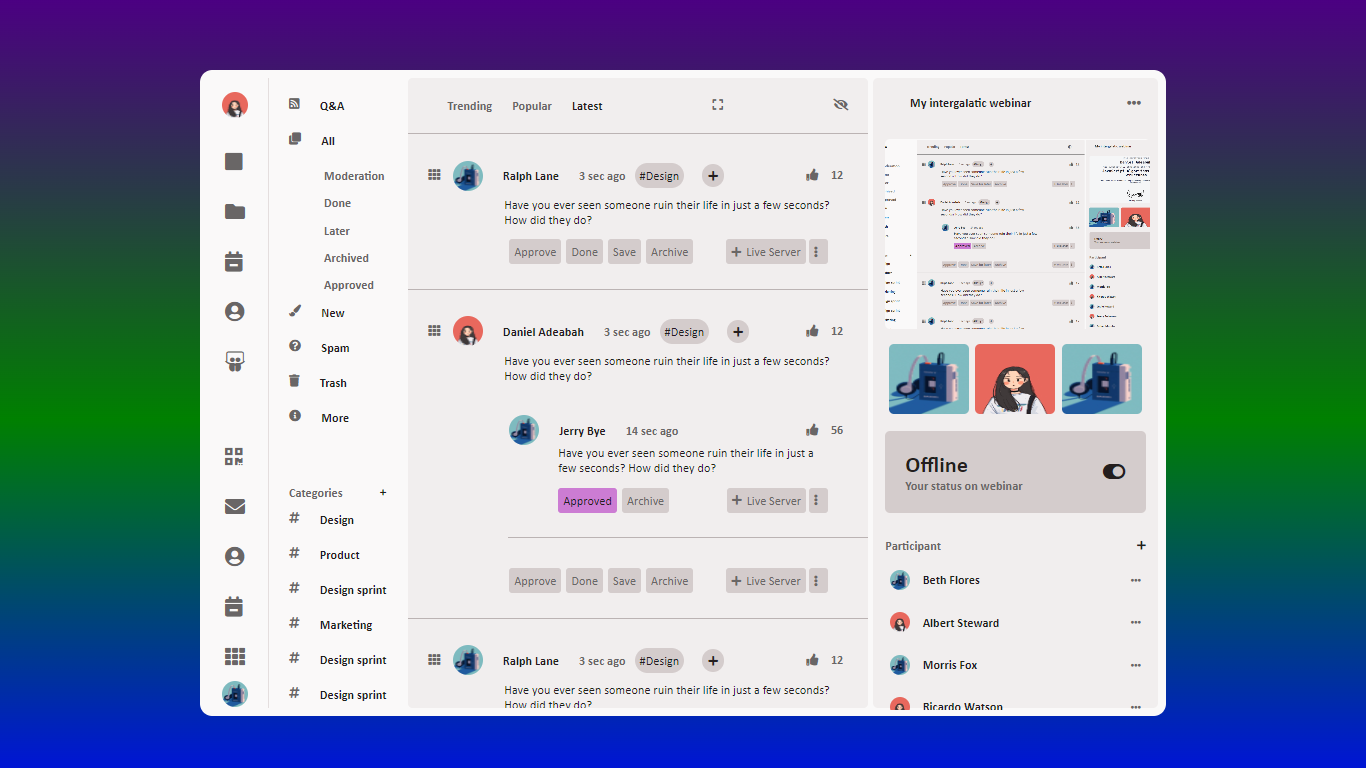 Q&A
All
Moderation
Done
Later
Archived
Approved
New
Spam
Trash
More
Categories +
# Design
# Product
# Design sprint
# Marketing
# Design sprint
# Design sprint
Trending Popular Latest
Ralph Lane 3 sec ago #Design + 12
Have you ever seen someone ruin their life in just a few seconds?
How did they do?
Approve Done Save Archive + Live Server
Daniel Adeabah 3 sec ago #Design + 12
Have you ever seen someone ruin their life in just a few seconds?
How did they do?
Jerry Bye 14 sec ago 56
Have you ever seen someone ruin their life in just a
few seconds? How did they do?
Approved Archive + Live Server
Approve Done Save Archive + Live Server
Ralph Lane 3 sec ago #Design + 12
Have you ever seen someone ruin their life in just a few seconds?
How did they do?
My intergalatic webinar
Offline
Your status on webinar
Participant +
Beth Flores
Albert Steward
Morris Fox
Ricardo Watson